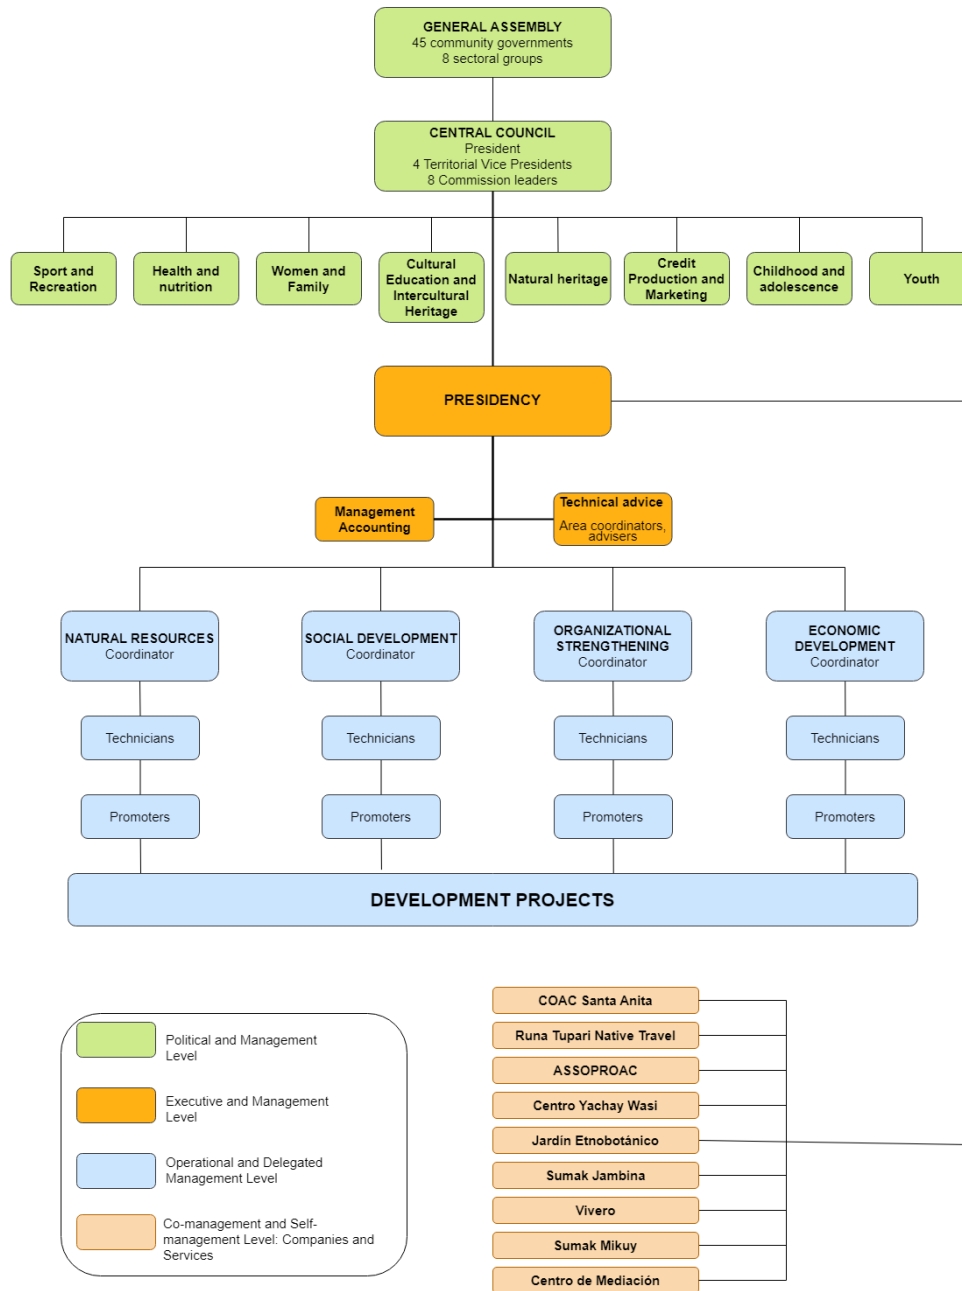 GENERAL ASSEMBLY
45 community governments
8 sectoral groups
CENTRAL COUNCIL
President
4 Territorial Vice Presidents
8 Commission leaders
Sport and
Recreation
Health and
nutrition
Women and
Family
Cultural
Education and
Intercultural
Heritage
Natural heritage
Credit
Production and
Marketing
Childhood and
adolescence
Youth
PRESIDENCY
Management
Accounting
Technical advice
Area coordinators,
advisers
NATURAL RESOURCES
Coordinator
SOCIAL DEVELOPMENT
Coordinator
ORGANIZATIONAL
STRENGTHENING
Coordinator
ECONOMIC
DEVELOPMENT
Coordinator
Technicians
Technicians
Technicians
Technicians
Promoters
Promoters
Promoters
Promoters
DEVELOPMENT PROJECTS
Political and Management
Level
Executive and Management
Level
Operational and Delegated
Management Level
Co-management and Self-
management Level: Companies and
Services
COAC Santa Anita
Runa Tupari Native Travel
ASSOPROAC
Centro Yachay Wasi
Jardín Etnobotánico
Sumak Jambina
Vivero
Sumak Mikuy
Centro de Mediación